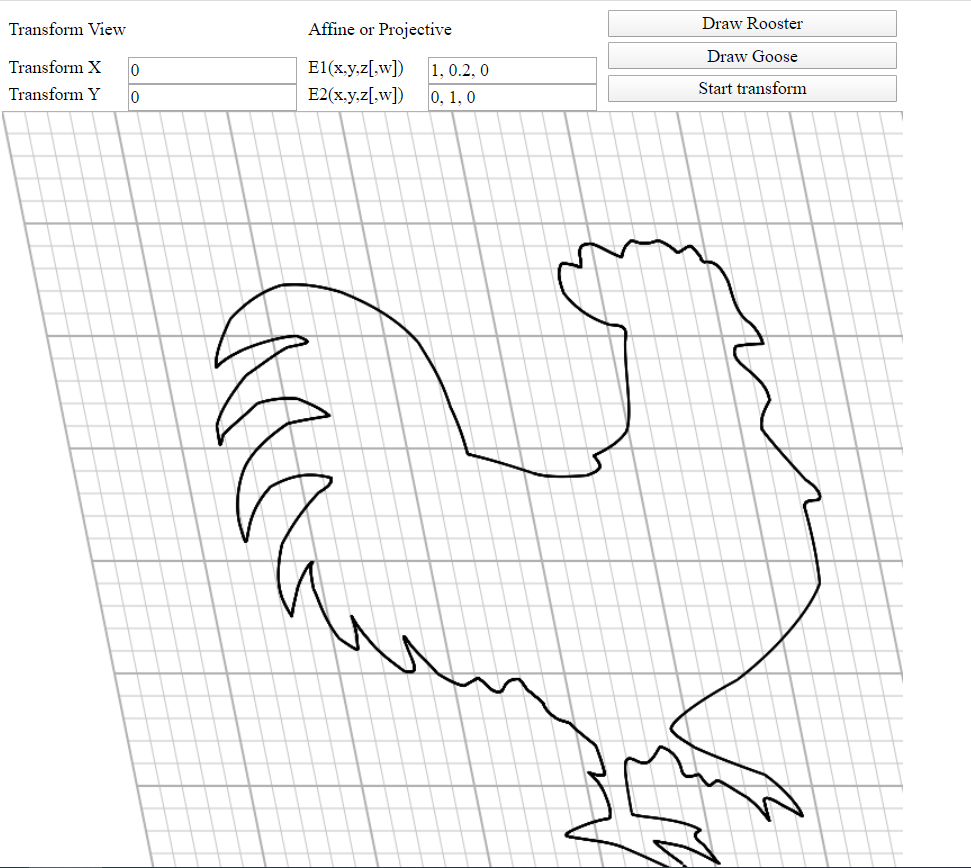 Transform View
Affine or Projective
Draw Rooster
Draw Goose
Transform X 0
E1(x,y,z[,w]) 1, 0.2, 0
Start transform
Transform Y 0
E2(x,y,z[,w]) 0, 1, 0